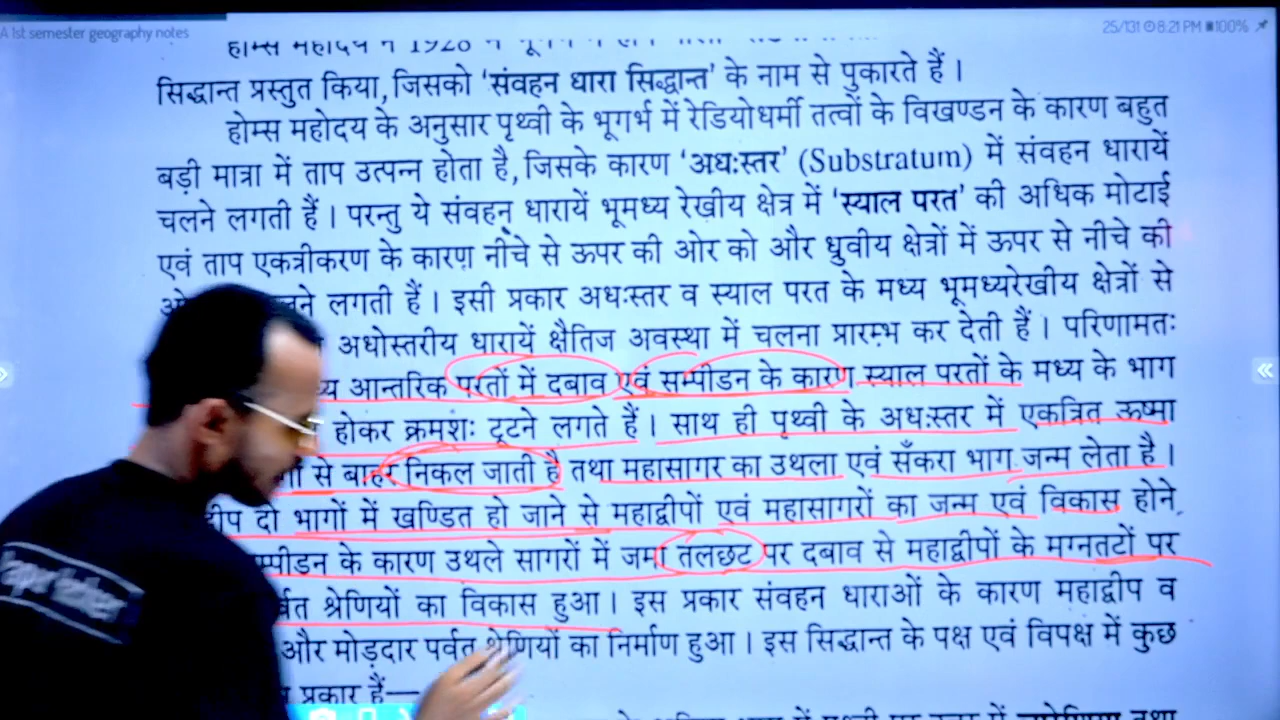 A 1st semester geography notes
25/131 8:21 PM 100%
सिद्धान्त प्रस्तुत किया, जिसको ‘संवहन धारा सिद्धान्त’ के नाम से पुकारते हैं ।
होम्स महोदय के अनुसार पृथ्वी के भूगर्भ में रेडियोधर्मी तत्वों के विखण्डन के कारण बहुत
बड़ी मात्रा में ताप उत्पन्न होता है, जिसके कारण ‘अधःस्तर’ (Substratum) में संवहन धारायें
चलने लगती हैं । परन्तु ये संवहन् धारायें भूमध्य रेखीय क्षेत्र में ‘स्याल परत’ की अधिक मोटाई
एवं ताप एकत्रीकरण के कारण नीचे से ऊपर की ओर को और ध्रुवीय क्षेत्रों में ऊपर से नीचे की
लगती हैं । इसी प्रकार अधःस्तर व स्याल परत के मध्य भूमध्यरेखीय क्षेत्रों से
अधोस्तरीय धारायें क्षैतिज अवस्था में चलना प्रारम्भ कर देती हैं । परिणामतः
आन्तरिक परतों में दबाव एवं सम्पीडन के कारण स्याल परतों के मध्य के भाग
होकर क्रमशः टूटने लगते हैं । साथ ही पृथ्वी के अधःस्तर में एकत्रित ऊष्मा
से बाहर निकल जाती है तथा महासागर का उथला एवं सँकरा भाग जन्म लेता है ।
दो भागों में खण्डित हो जाने से महाद्वीपों एवं महासागरों का जन्म एवं विकास होने
के कारण उथले सागरों में जमा तलछट पर दबाव से महाद्वीपों के मग्नतटों पर
श्रेणियों का विकास हुआ । इस प्रकार संवहन धाराओं के कारण महाद्वीप व
और मोड़दार पर्वत श्रेणियों का निर्माण हुआ । इस सिद्धान्त के पक्ष एवं विपक्ष में कुछ
प्रकार हैं—